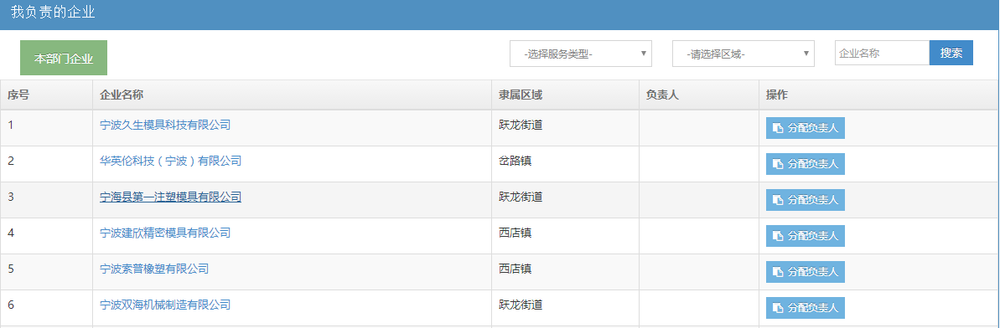 我负责的企业
本部门企业 -选择服务类型- -请选择区域- 企业名称 搜索
序号 企业名称 隶属区域 负责人 操作
1 宁波久生模具科技有限公司 跃龙街道 分配负责人
2 华英伦科技（宁波）有限公司 岔路镇 分配负责人
3 宁海县第一注塑模具有限公司 跃龙街道 分配负责人
4 宁波建欣精密模具有限公司 西店镇 分配负责人
5 宁波索普橡塑有限公司 西店镇 分配负责人
6 宁波双海机械制造有限公司 跃龙街道 分配负责人